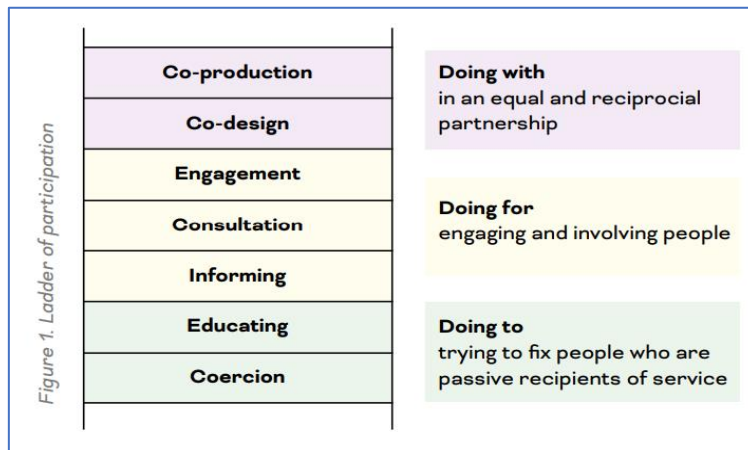 Co-production
Co-design
Engagement
Consultation
Informing
Educating
Coercion
Doing with
in an equal and reciprocial
partnership
Doing for
engaging and involving people
Doing to
trying to fix people who are
passive recipients of service
Figure 1. Ladder of participation